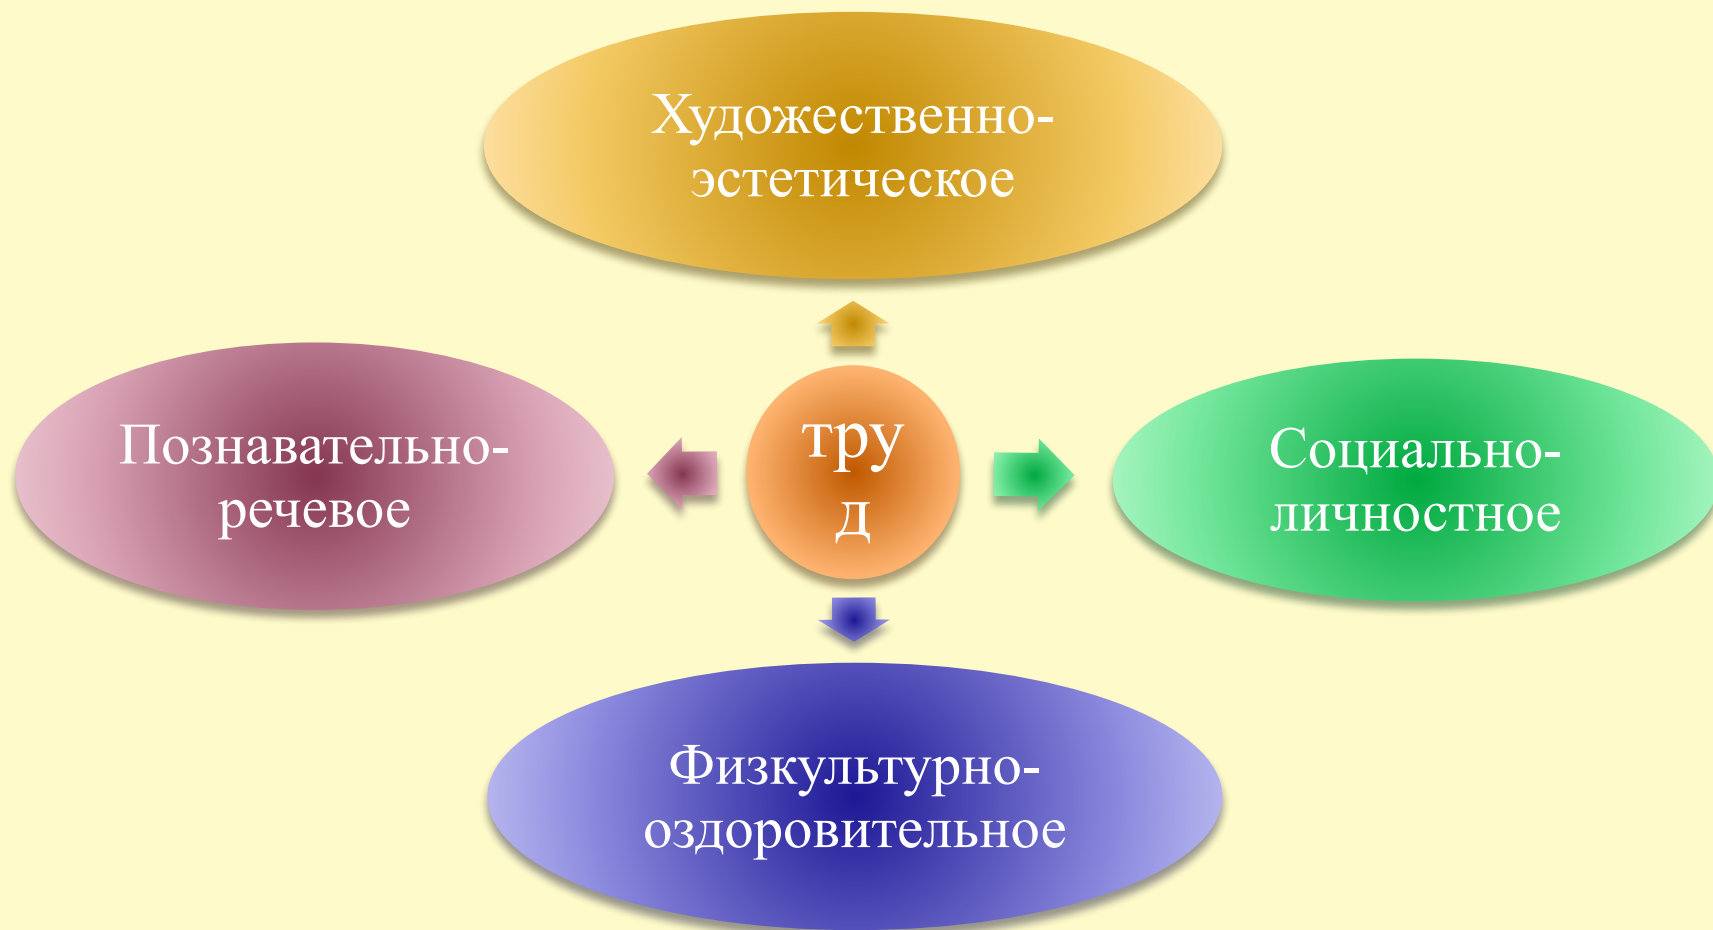 Художественно-
эстетическое
Познавательно-
речевое
тру
д
Социально-
личностное
Физкультурно-
оздоровительное